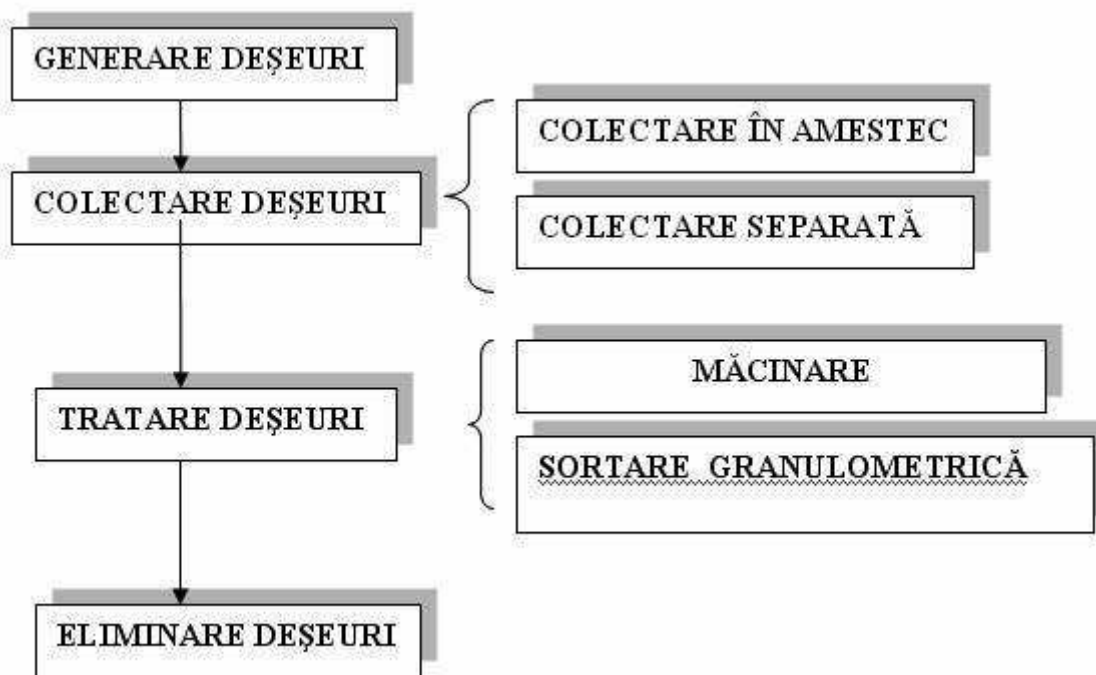 GENERARE DEŞEURI
COLECTARE DEŞEURI
COLECTARE ÎN AMESTEC
COLECTARE SEPARATĂ
TRATARE DEŞEURI
MĂCINARE
SORTARE GRANULOMETRICĂ
ELIMINARE DEŞEURI